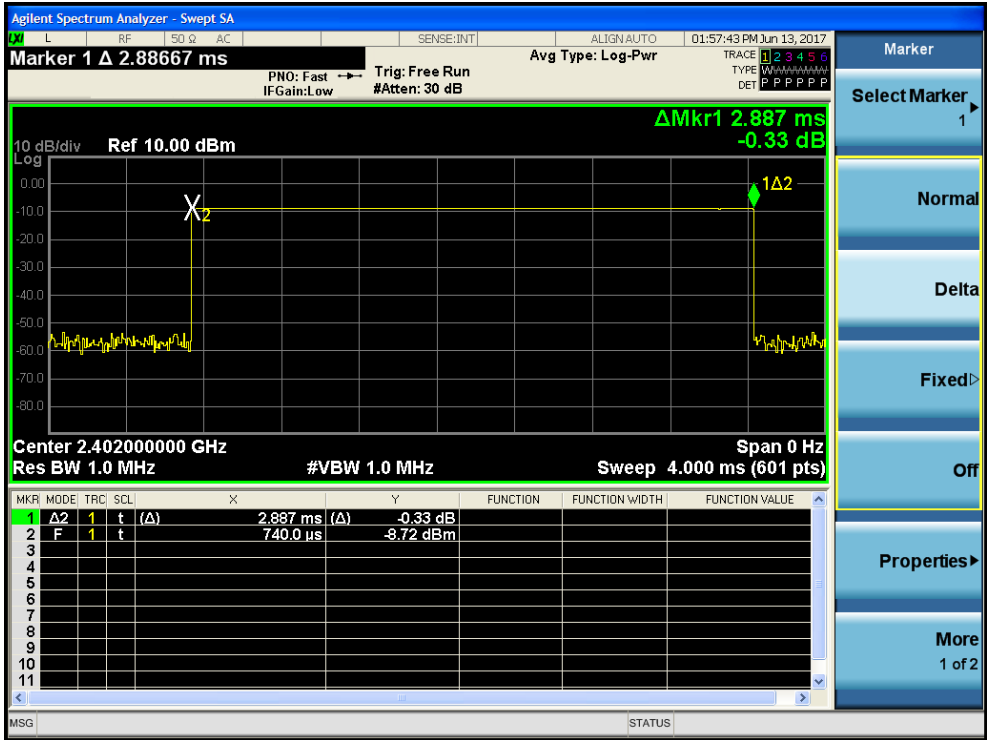 Agilent Spectrum Analyzer - Swept SA
LXI L RF 50 Ω AC SENSE:INT ALIGN AUTO 01:57:43 PM Jun 13, 2017
Marker 1 Δ 2.88667 ms
PNO: Fast
IFGain:Low
Trig: Free Run
#Atten: 30 dB
Avg Type: Log-Pwr
TRACE 1 2 3 4 5 6
TYPE
DET P P P P P P
ΔMkr1 2.887 ms
-0.33 dB
10 dB/div Ref 10.00 dBm
Log
0.00
-10.0
-20.0
-30.0
-40.0
-50.0
-60.0
-70.0
-80.0
2
1Δ2
Center 2.402000000 GHz Span 0 Hz
Res BW 1.0 MHz #VBW 1.0 MHz Sweep 4.000 ms (601 pts)
MKR MODE TRC SCL X Y FUNCTION FUNCTION WIDTH FUNCTION VALUE
1 Δ2 1 t (Δ) 2.887 ms (Δ) -0.33 dB
2 F 1 t 740.0 µs -8.72 dBm
3
4
5
6
7
8
9
10
11
MSG STATUS
Marker
Select Marker
1
Normal
Delta
Fixed
Off
Properties
More
1 of 2